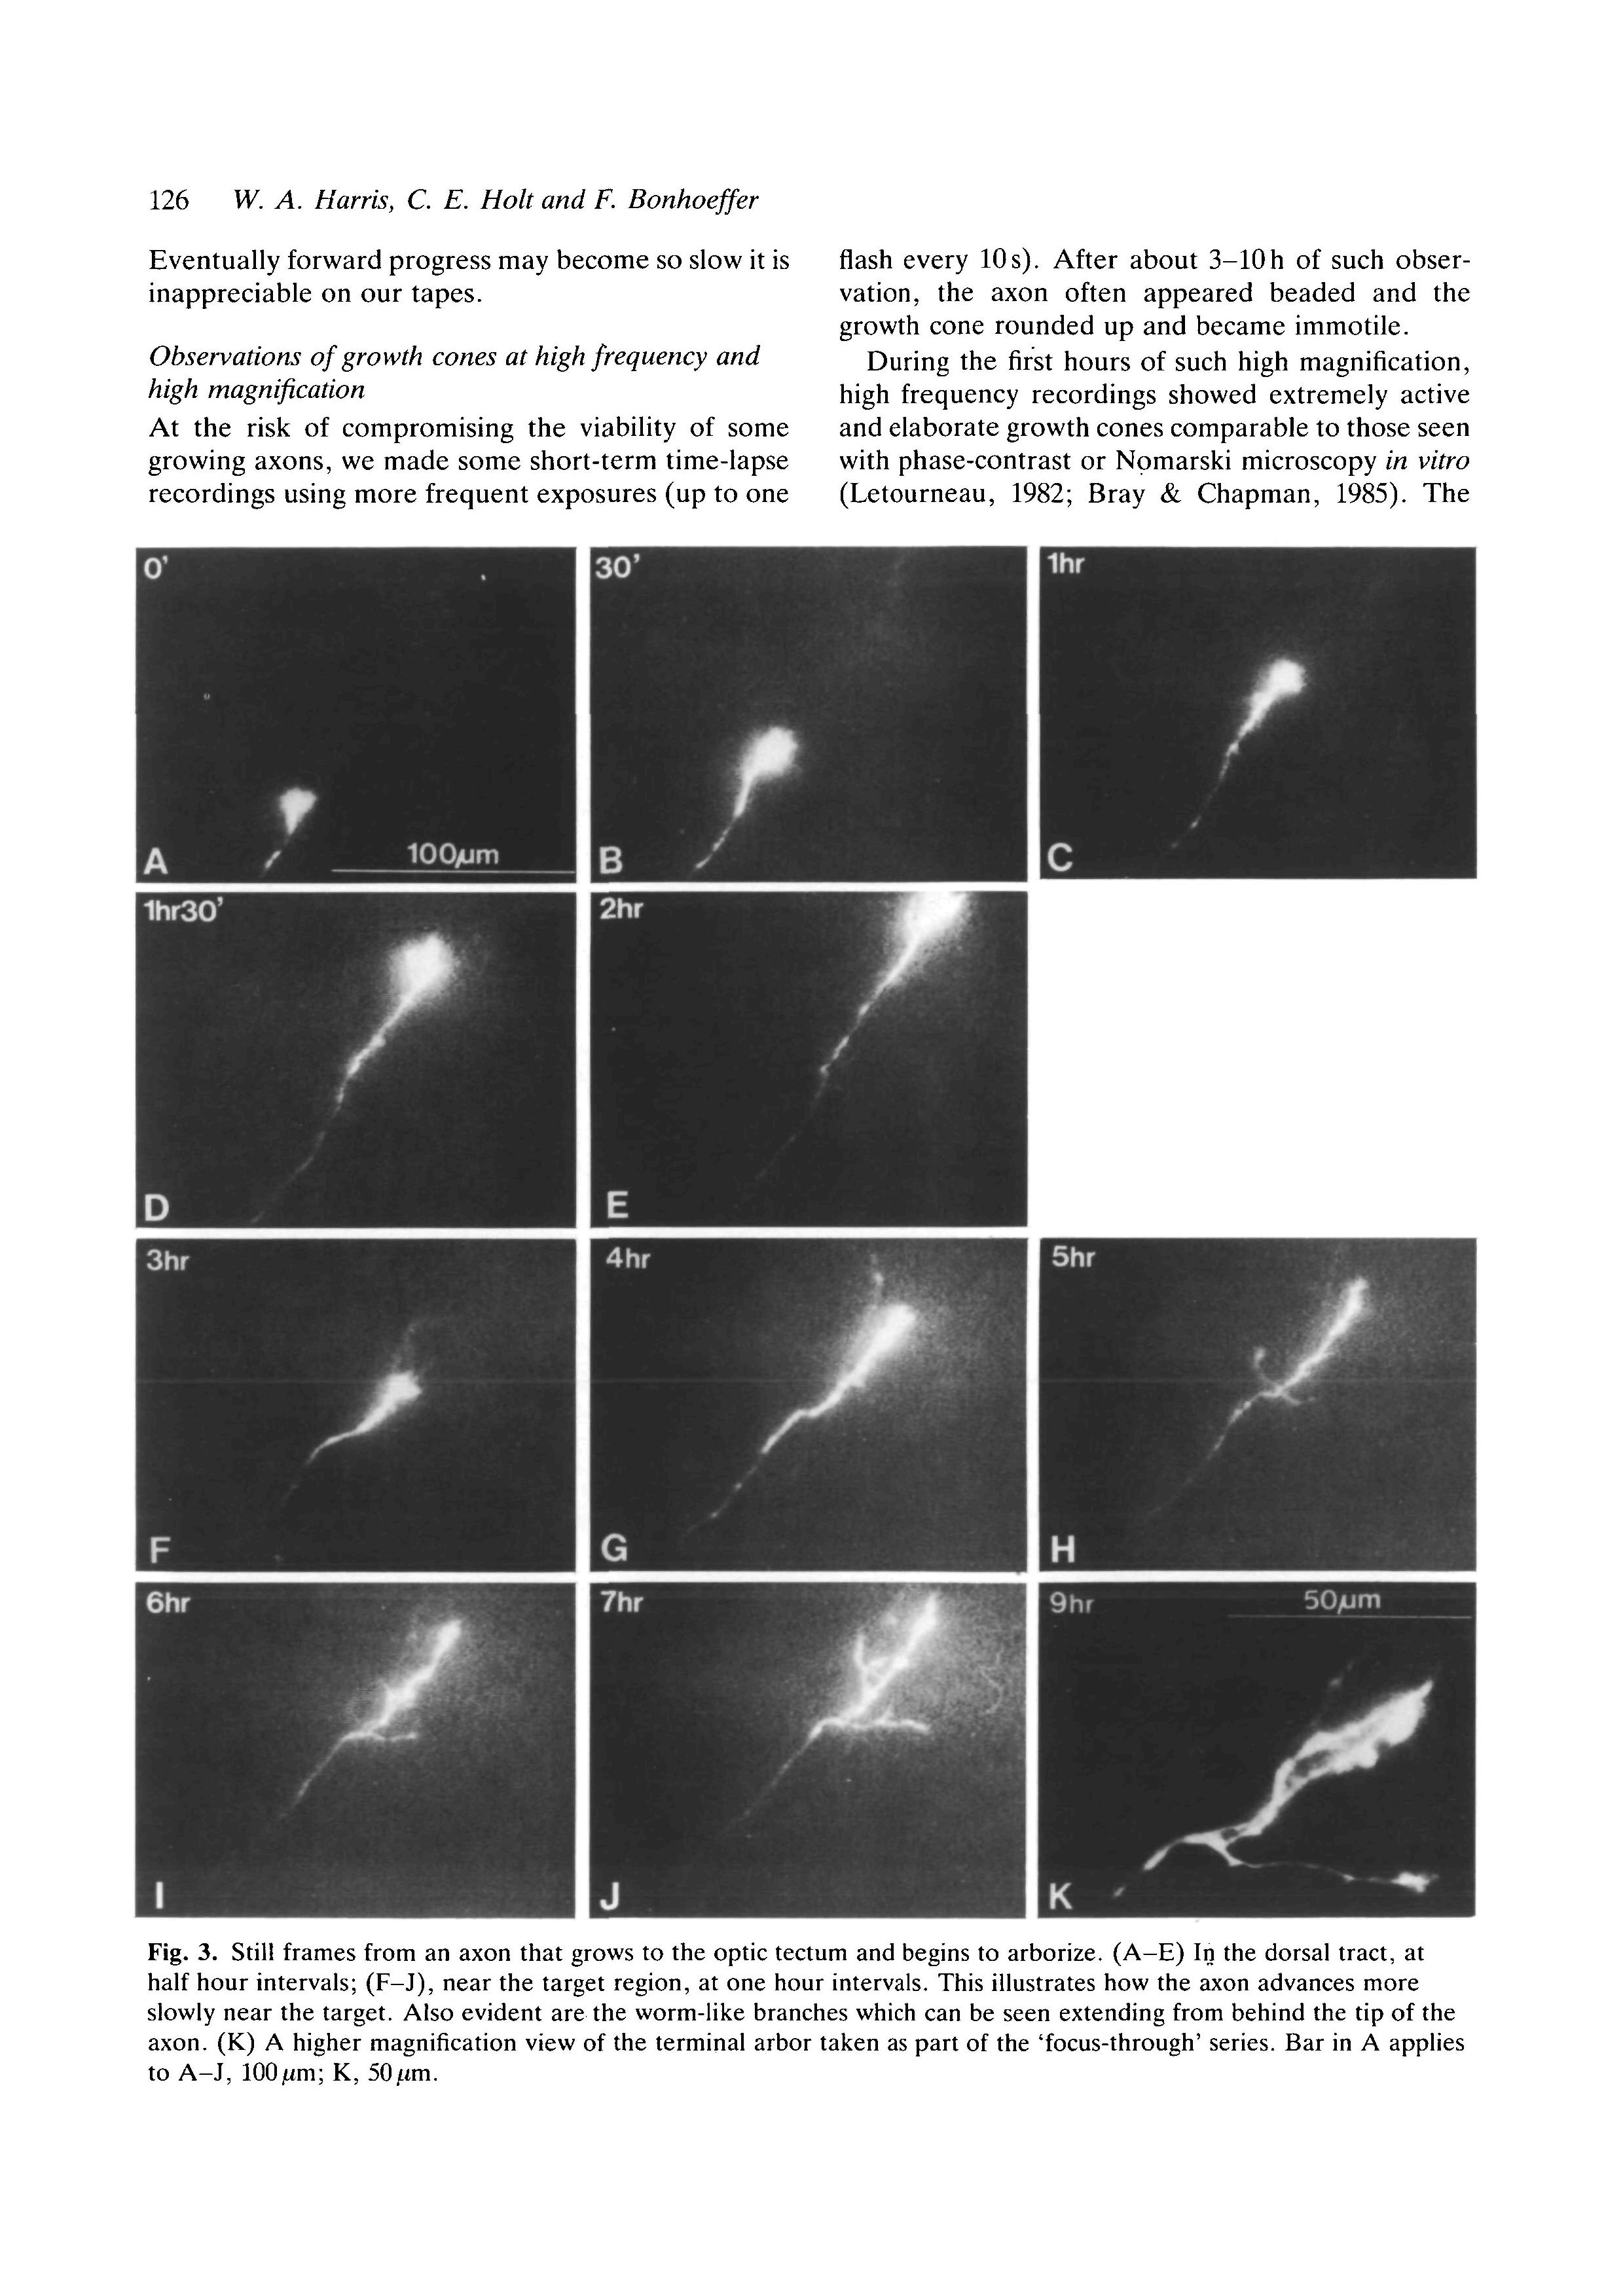 126 W. A. Harris, C. E. Holt and F. Bonhoeffer
Eventually forward progress may become so slow it is
inappreciable on our tapes.
Observations of growth cones at high frequency and
high magnification
At the risk of compromising the viability of some
growing axons, we made some short-term time-lapse
recordings using more frequent exposures (up to one
flash every 10 s). After about 3–10 h of such obser-
vation, the axon often appeared beaded and the
growth cone rounded up and became immotile.
During the first hours of such high magnification,
high frequency recordings showed extremely active
and elaborate growth cones comparable to those seen
with phase-contrast or Nomarski microscopy in vitro
(Letourneau, 1982; Bray & Chapman, 1985). The
0'
100μm
A
30'
B
1hr
C
1hr30'
D
2hr
E
3hr
F
4hr
G
5hr
H
6hr
I
7hr
J
9hr
50μm
K
Fig. 3. Still frames from an axon that grows to the optic tectum and begins to arborize. (A–E) In the dorsal tract, at
half hour intervals; (F–J), near the target region, at one hour intervals. This illustrates how the axon advances more
slowly near the target. Also evident are the worm-like branches which can be seen extending from behind the tip of the
axon. (K) A higher magnification view of the terminal arbor taken as part of the ‘focus-through’ series. Bar in A applies
to A–J, 100 μm; K, 50 μm.